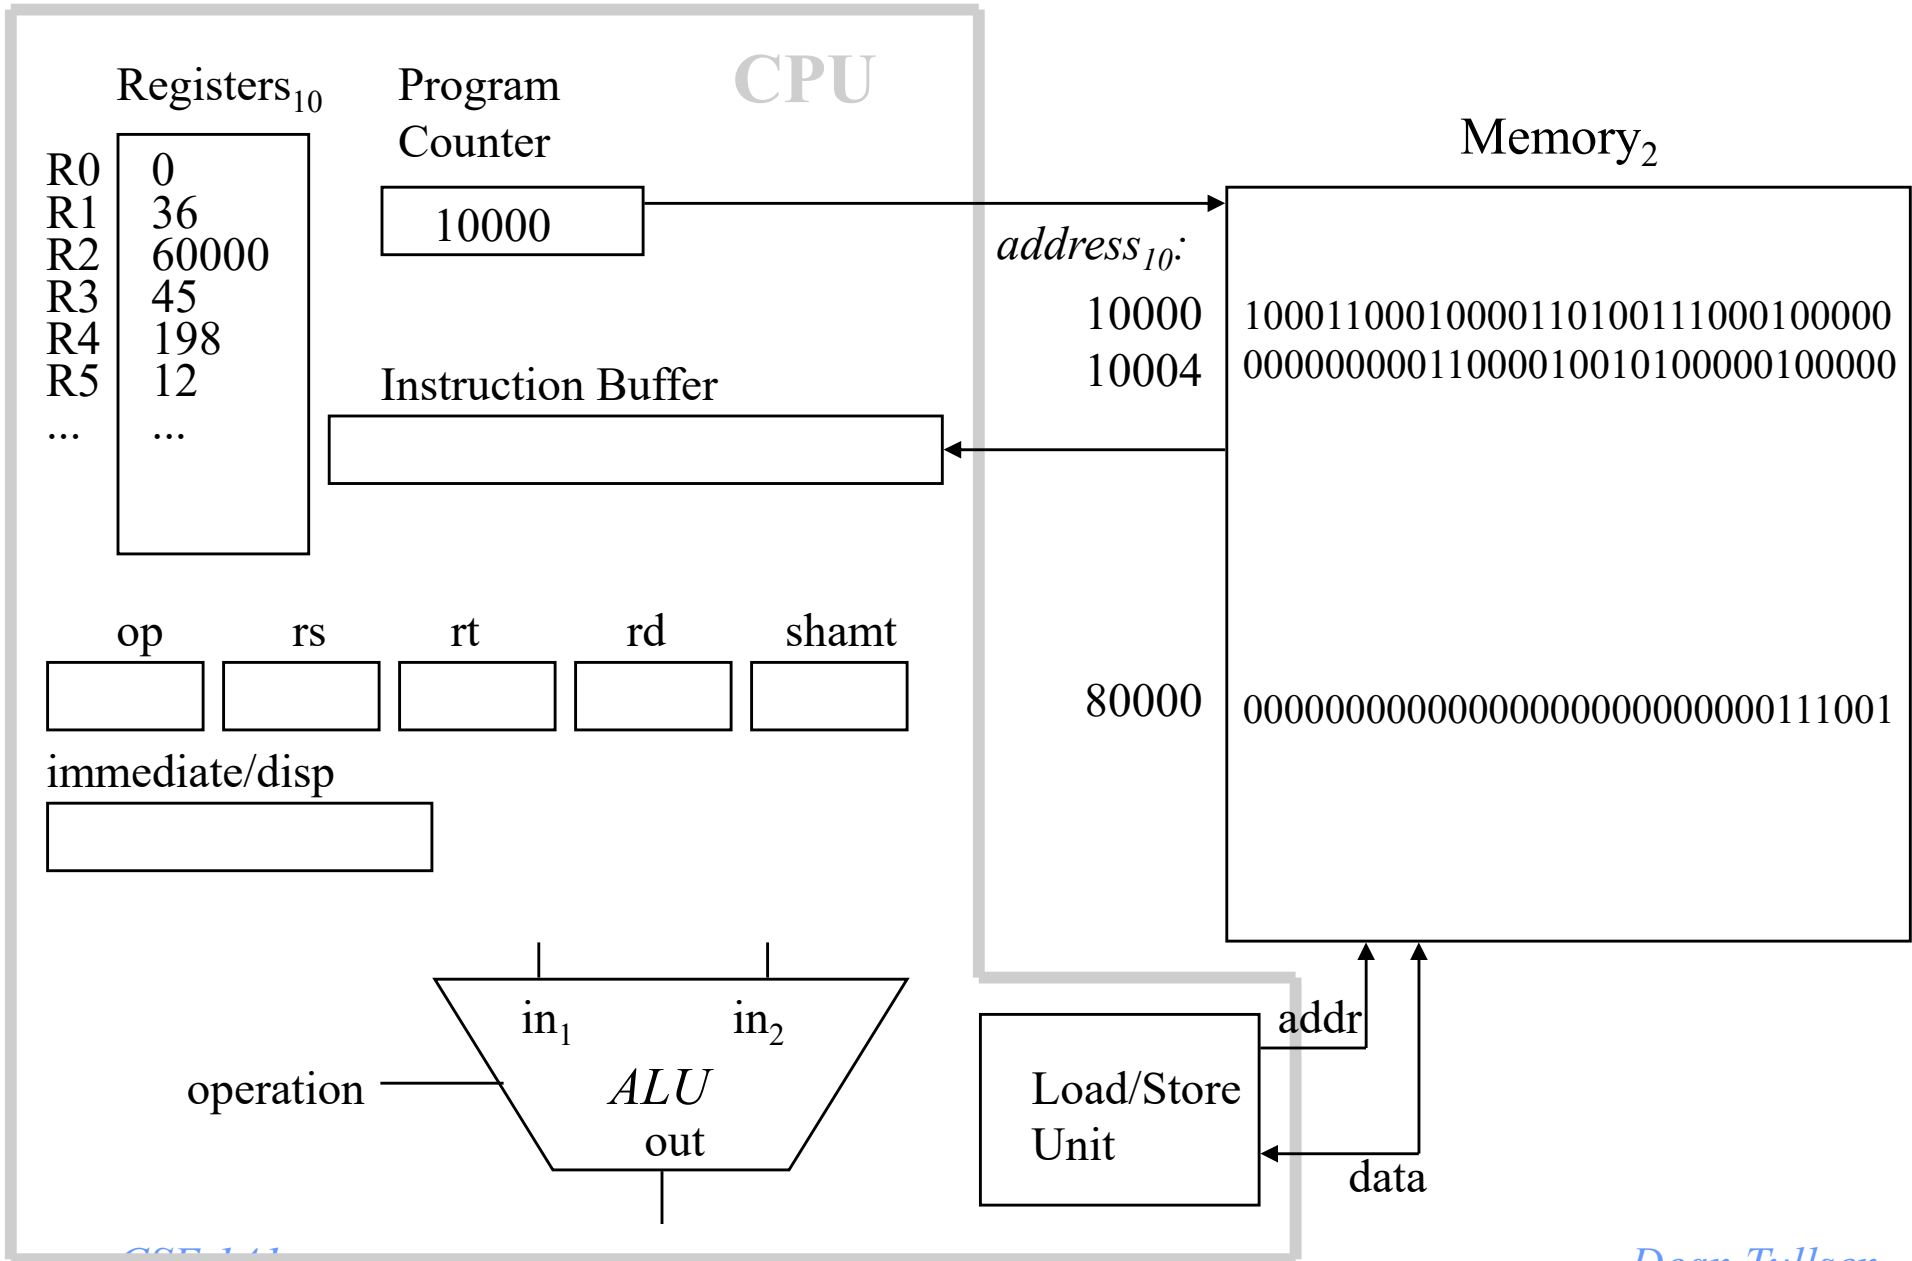 CPU
Registers10
Program
Counter
Memory2
R0 0
R1 36
R2 60000
R3 45
R4 198
R5 12
... ...
10000
address10:
10000 10001100010000110100111000100000
10004 00000000011000010010100000100000
Instruction Buffer
op rs rt rd shamt
80000 00000000000000000000000000111001
immediate/disp
in1 in2
operation
ALU
out
addr
Load/Store
Unit
data